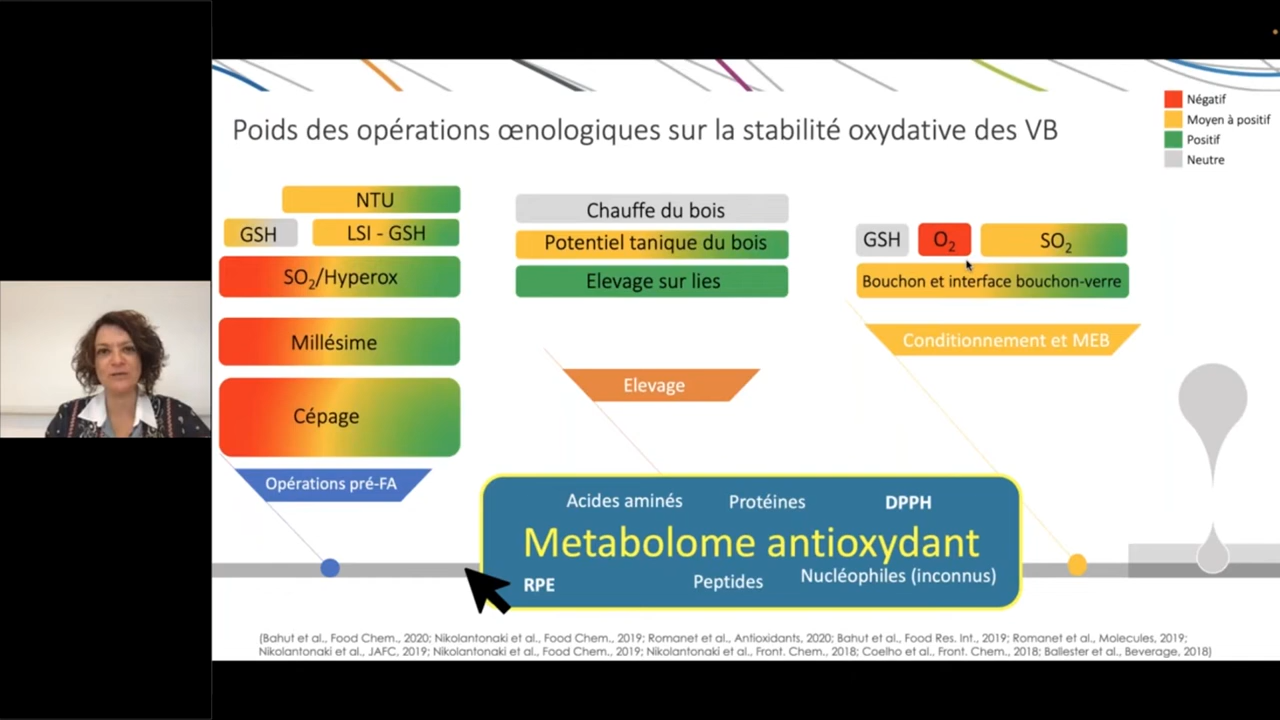 Négatif
Moyen à positif
Positif
Neutre
Poids des opérations œnologiques sur la stabilité oxydative des VB
NTU
GSH
LSI - GSH
SO₂/Hyperox
Millésime
Cépage
Opérations pré-FA
Chauffe du bois
Potentiel tanique du bois
Elevage sur lies
Elevage
GSH
O₂
SO₂
Bouchon et interface bouchon-verre
Conditionnement et MEB
Acides aminés
Protéines
DPPH
Metabolome antioxydant
RPE
Peptides
Nucléophiles (inconnus)
(Bahut et al., Food Chem., 2020; Nikolantonaki et al., Food Chem., 2019; Romanet et al., Antioxidants, 2020; Bahut et al., Food Res. Int., 2019; Romanet et al., Molecules, 2019;
Nikolantonaki et al., JAFC, 2019; Nikolantonaki et al., Food Chem., 2019; Nikolantonaki et al., Front. Chem., 2018; Coelho et al., Front. Chem., 2018; Ballester et al., Beverage, 2018)